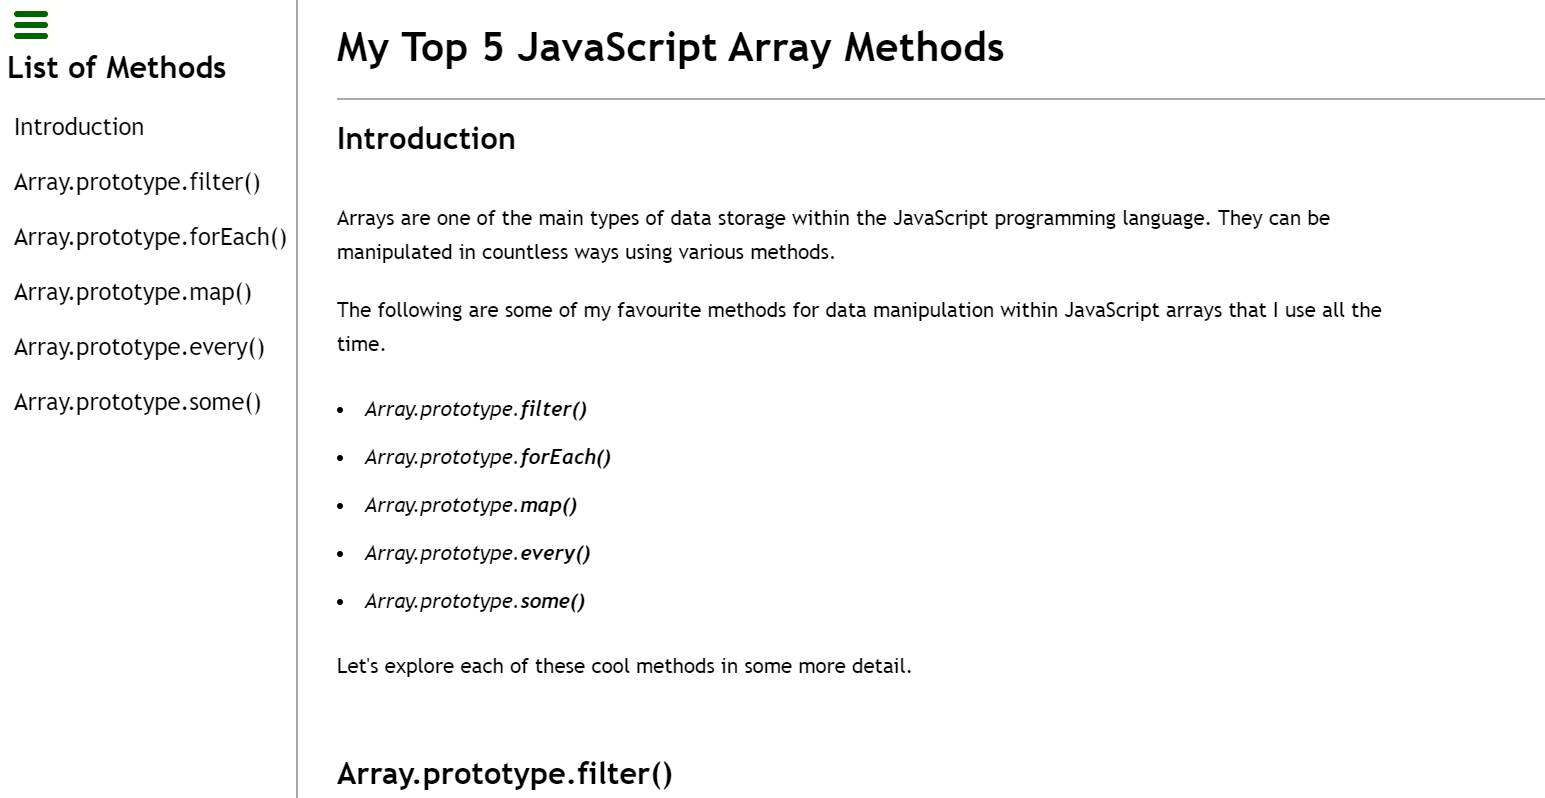 List of Methods
Introduction
Array.prototype.filter()
Array.prototype.forEach()
Array.prototype.map()
Array.prototype.every()
Array.prototype.some()
My Top 5 JavaScript Array Methods
Introduction
Arrays are one of the main types of data storage within the JavaScript programming language. They can be
manipulated in countless ways using various methods.
The following are some of my favourite methods for data manipulation within JavaScript arrays that I use all the
time.
• Array.prototype.filter()
• Array.prototype.forEach()
• Array.prototype.map()
• Array.prototype.every()
• Array.prototype.some()
Let's explore each of these cool methods in some more detail.
Array.prototype.filter()